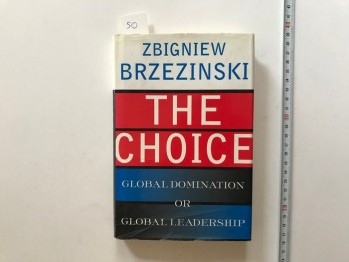 50
ZBIGNIEW
BRZEZINSKI
THE
CHOICE
GLOBAL DOMINATION
OR
GLOBAL LEADERSHIP